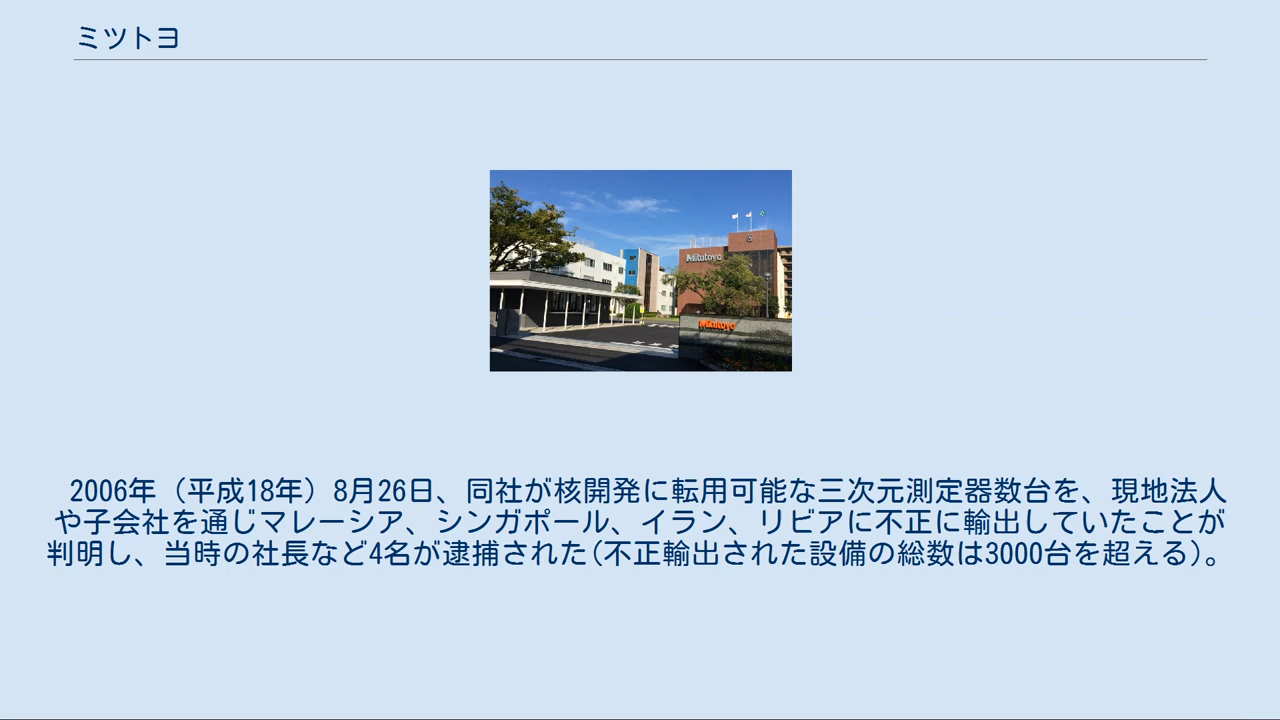 ミツトヨ
Mitutoyo
Mitutoyo
2006年（平成18年）8月26日、同社が核開発に転用可能な三次元測定器数台を、現地法人
や子会社を通じマレーシア、シンガポール、イラン、リビアに不正に輸出していたことが
判明し、当時の社長など4名が逮捕された(不正輸出された設備の総数は3000台を超える)。